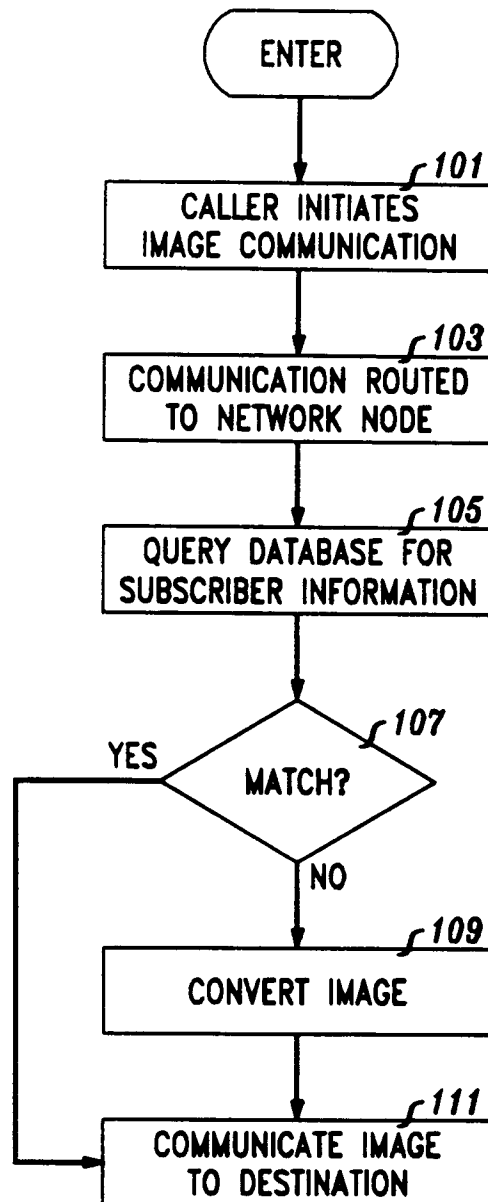 ENTER
101
CALLER INITIATES
IMAGE COMMUNICATION
103
COMMUNICATION ROUTED
TO NETWORK NODE
105
QUERY DATABASE FOR
SUBSCRIBER INFORMATION
107
YES
MATCH?
NO
109
CONVERT IMAGE
111
COMMUNICATE IMAGE
TO DESTINATION